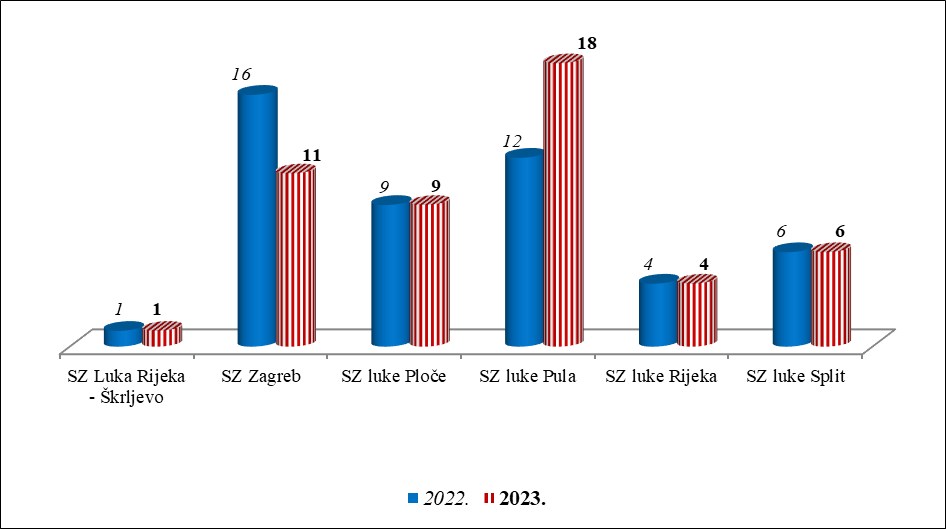 16
18
11
12
9
9
6
6
4
4
1
1
SZ Luka Rijeka
- Škrljevo
SZ Zagreb
SZ luke Ploče
SZ luke Pula
SZ luke Rijeka
SZ luke Split
2022.
2023.